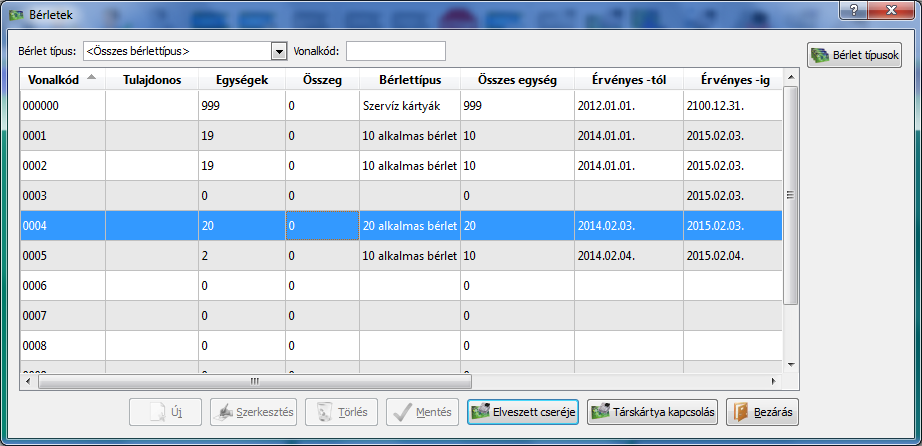 Bérletek
Bérlet típus: <Összes bérlettípus> Vonalkód:
Bérlet típusok
Vonalkód Tulajdonos Egységek Összeg Bérlettípus Összes egység Érvényes -tól Érvényes -ig
000000 999 0 Szervíz kártyák 999 2012.01.01. 2100.12.31.
0001 19 0 10 alkalmas bérlet 10 2014.01.01. 2015.02.03.
0002 19 0 10 alkalmas bérlet 10 2014.01.01. 2015.02.03.
0003 0 0 0 2015.02.03.
0004 20 0 20 alkalmas bérlet 20 2014.02.03. 2015.02.03.
0005 2 0 10 alkalmas bérlet 10 2014.02.04. 2015.02.04.
0006 0 0 0
0007 0 0 0
0008 0 0 0
Új Szerkesztés Törlés Mentés Elveszett cseréje Társkártya kapcsolás Bezárás